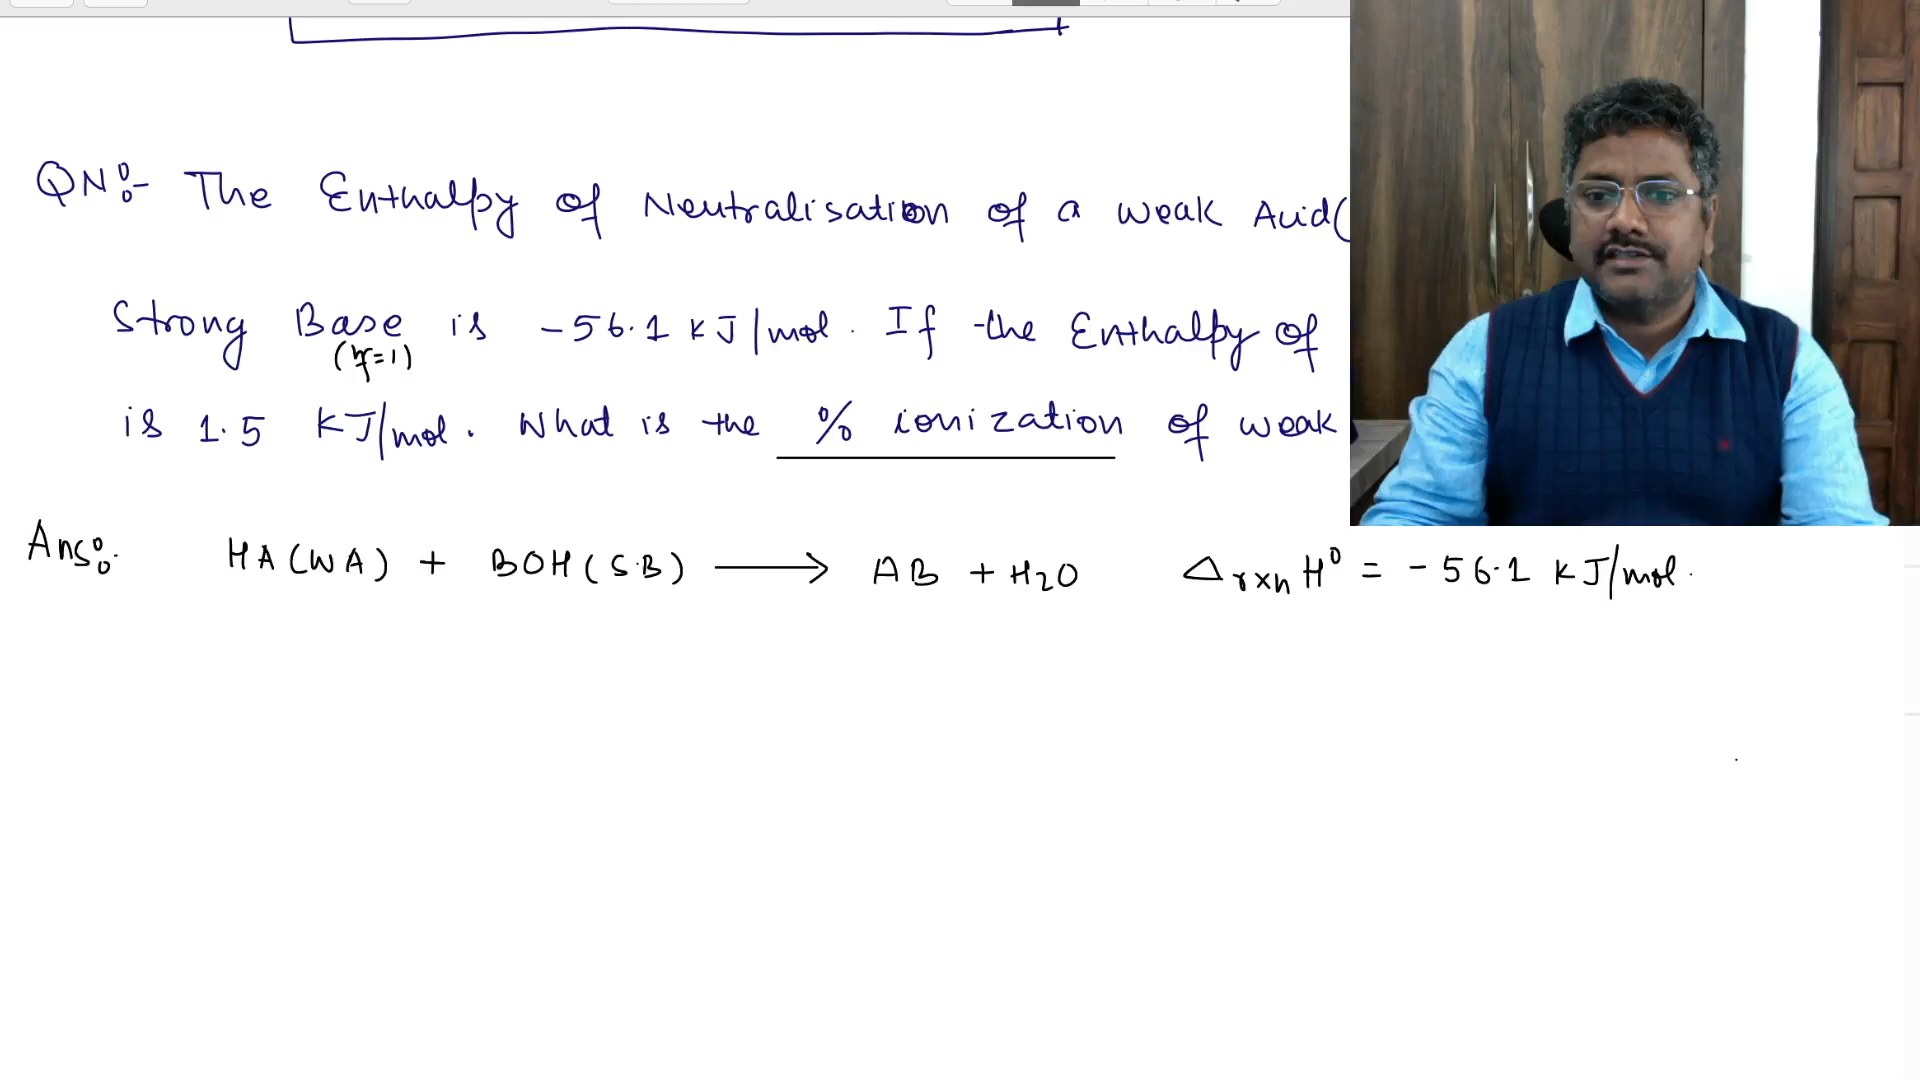 QN:- The Enthalpy of Neutralisation of a weak Acid(
Strong Base is -56.1 KJ/mol. If the Enthalpy of
(nf=1)
is 1.5 KJ/mol. What is the % ionization of weak
Ans:. HA(WA) + BOH(S.B) ⟶ AB + H2O ΔrxnH⁰ = -56.1 KJ/mol.